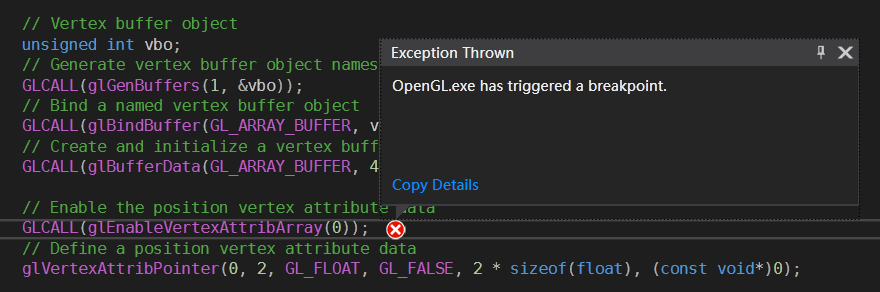 // Vertex buffer object
unsigned int vbo;
// Generate vertex buffer object names
GLCALL(glGenBuffers(1, &vbo));
// Bind a named vertex buffer object
GLCALL(glBindBuffer(GL_ARRAY_BUFFER, v
// Create and initialize a vertex buff
GLCALL(glBufferData(GL_ARRAY_BUFFER, 4
Exception Thrown
OpenGL.exe has triggered a breakpoint.
Copy Details
// Enable the position vertex attribute data
GLCALL(glEnableVertexAttribArray(0));
// Define a position vertex attribute data
glVertexAttribPointer(0, 2, GL_FLOAT, GL_FALSE, 2 * sizeof(float), (const void*)0);